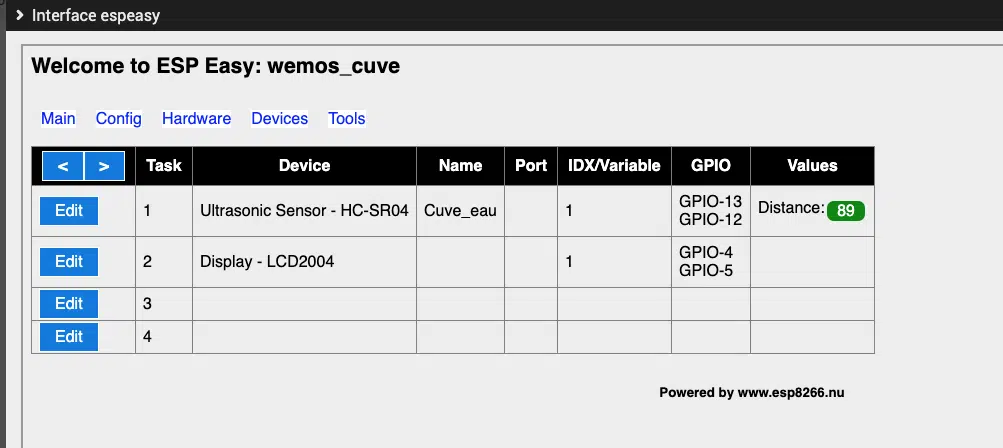 Interface espeasy
Welcome to ESP Easy: wemos_cuve
Main Config Hardware Devices Tools
< > Task Device Name Port IDX/Variable GPIO Values
Edit 1 Ultrasonic Sensor - HC-SR04 Cuve_eau 1 GPIO-13 Distance: 89
GPIO-12
Edit 2 Display - LCD2004 1 GPIO-4
GPIO-5
Edit 3
Edit 4
Powered by www.esp8266.nu